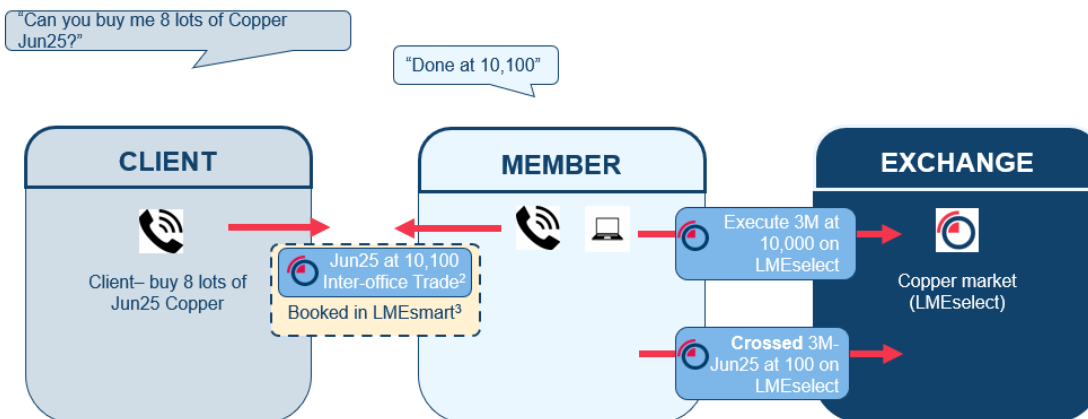 “Can you buy me 8 lots of Copper
Jun25?”
“Done at 10,100”
CLIENT
MEMBER
EXCHANGE
Client– buy 8 lots of
Jun25 Copper
Jun25 at 10,100
Inter-office Trade²
Booked in LMEsmart³
Execute 3M at
10,000 on
LMEselect
Copper market
(LMEselect)
Crossed 3M-
Jun25 at 100 on
LMEselect